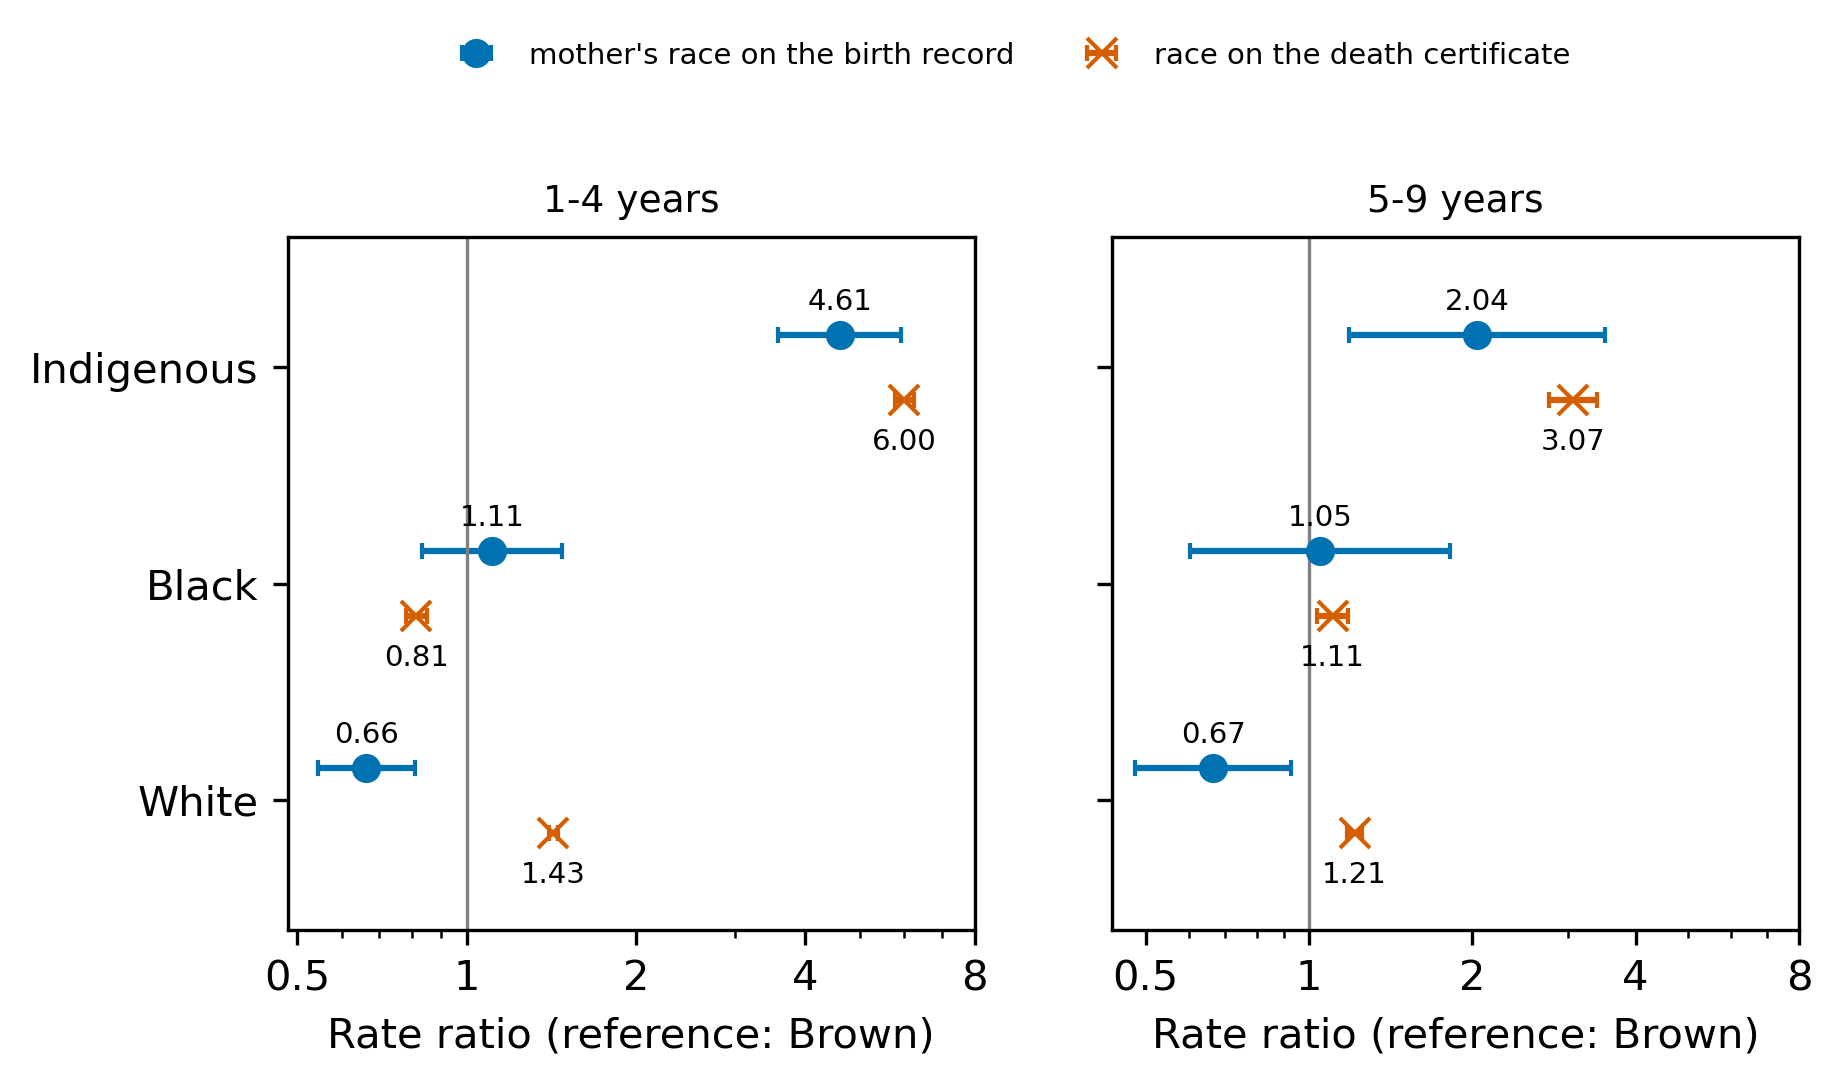 mother's race on the birth record
race on the death certificate
1-4 years
5-9 years
Indigenous
Black
White
4.61
6.00
1.11
0.81
0.66
1.43
2.04
3.07
1.05
1.11
0.67
1.21
0.5 1 2 4 8
0.5 1 2 4 8
Rate ratio (reference: Brown)
Rate ratio (reference: Brown)